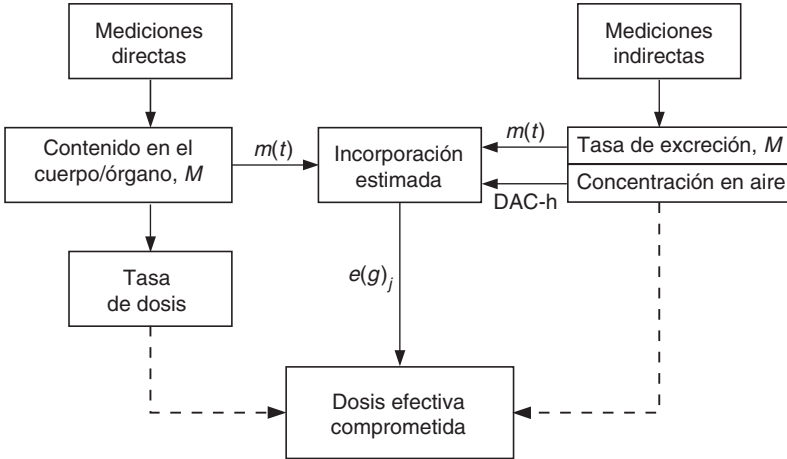 Mediciones
directas
Mediciones
indirectas
Contenido en el
cuerpo/órgano, M
m(t)
Incorporación
estimada
m(t)
Tasa de excreción, M
Concentración en aire
DAC-h
Tasa
de dosis
e(g)j
Dosis efectiva
comprometida